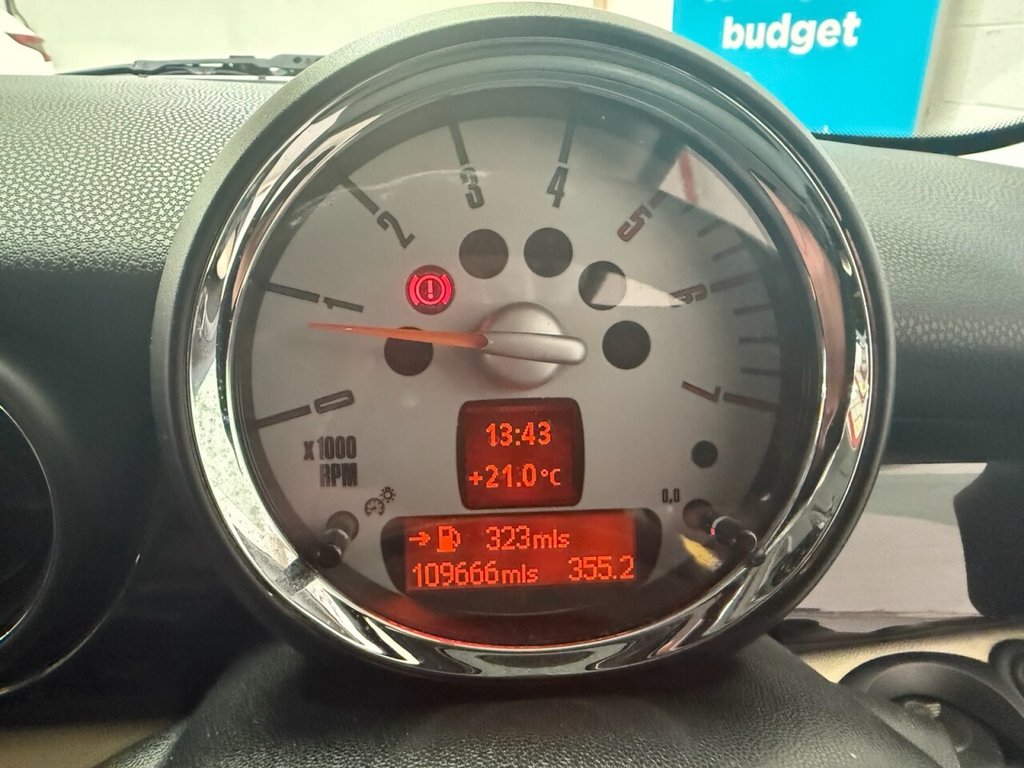 budget
0
1
2
3
4
5
6
7
x1000
RPM
13:43
+21.0°C
0.0
→ 323mls
109666mls 355.2